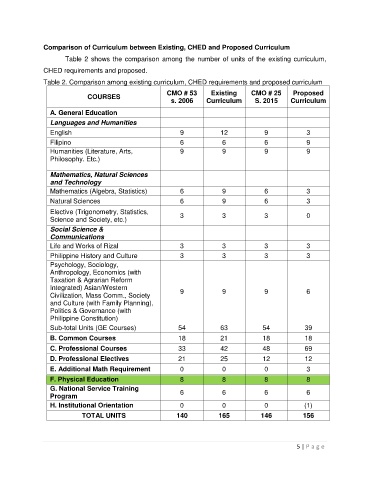 Comparison of Curriculum between Existing, CHED and Proposed Curriculum
Table 2 shows the comparison among the number of units of the existing curriculum,
CHED requirements and proposed.
Table 2. Comparison among existing curriculum, CHED requirements and proposed curriculum
COURSES CMO # 53 s. 2006 Existing Curriculum CMO # 25 S. 2015 Proposed Curriculum
A. General Education
Languages and Humanities
English 9 12 9 3
Filipino 6 6 6 9
Humanities (Literature, Arts, 9 9 9 9
Philosophy. Etc.)
Mathematics, Natural Sciences
and Technology
Mathematics (Algebra, Statistics) 6 9 6 3
Natural Sciences 6 9 6 3
Elective (Trigonometry, Statistics,
Science and Society, etc.) 3 3 3 0
Social Science &
Communications
Life and Works of Rizal 3 3 3 3
Philippine History and Culture 3 3 3 3
Psychology, Sociology,
Anthropology, Economics (with
Taxation & Agrarian Reform
Integrated) Asian/Western
Civilization, Mass Comm., Society 9 9 9 6
and Culture (with Family Planning),
Politics & Governance (with
Philippine Constitution)
Sub-total Units (GE Courses) 54 63 54 39
B. Common Courses 18 21 18 18
C. Professional Courses 33 42 48 69
D. Professional Electives 21 25 12 12
E. Additional Math Requirement 0 0 0 3
F. Physical Education 8 8 8 8
G. National Service Training
Program 6 6 6 6
H. Institutional Orientation 0 0 0 (1)
TOTAL UNITS 140 165 146 156
5 | P a g e